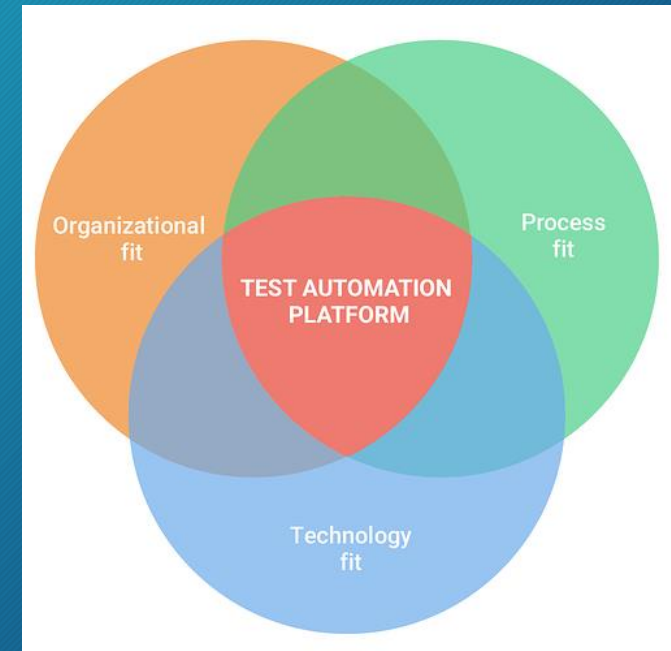 Organizational
fit
Process
fit
TEST AUTOMATION
PLATFORM
Technology
fit